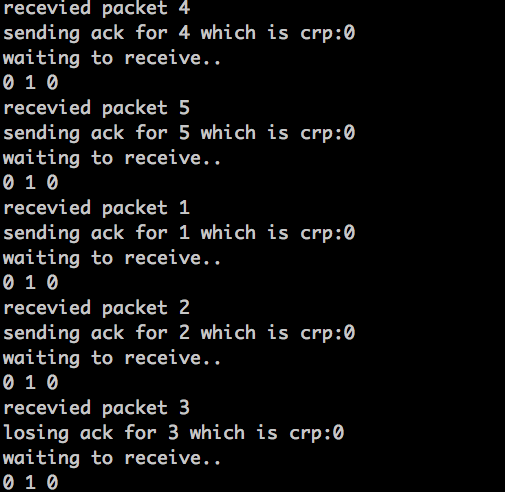 recevied packet 4
sending ack for 4 which is crp:0
waiting to receive..
0 1 0
recevied packet 5
sending ack for 5 which is crp:0
waiting to receive..
0 1 0
recevied packet 1
sending ack for 1 which is crp:0
waiting to receive..
0 1 0
recevied packet 2
sending ack for 2 which is crp:0
waiting to receive..
0 1 0
recevied packet 3
losing ack for 3 which is crp:0
waiting to receive..
0 1 0